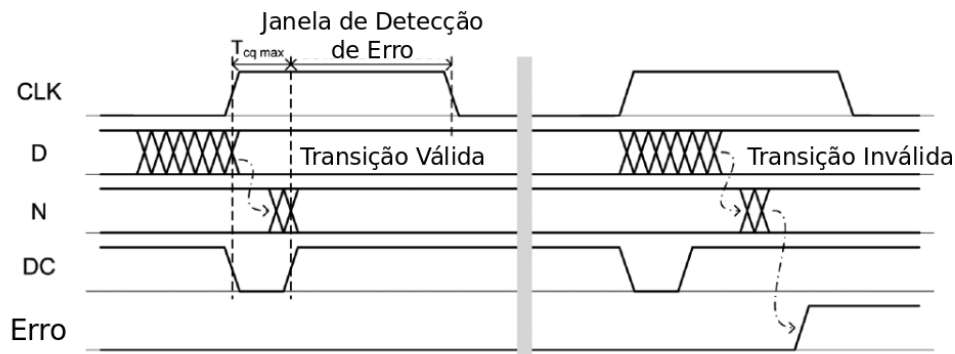 Janela de Detecção
de Erro
Tcq max
CLK
D
Transição Válida
Transição Inválida
N
DC
Erro